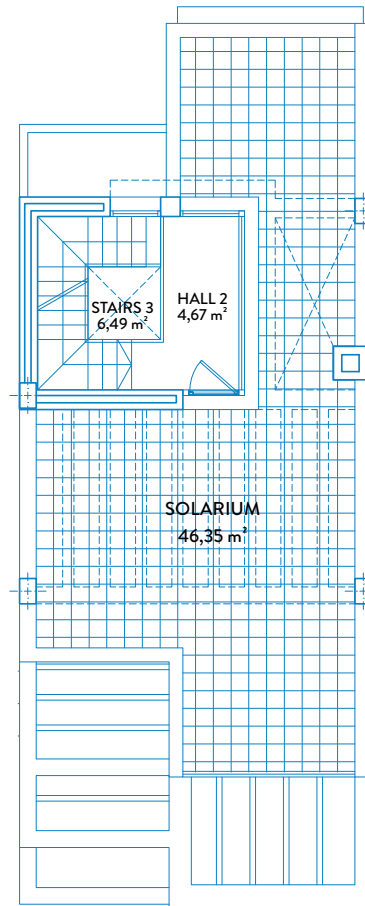 STAIRS 3
6,49 m²
HALL 2
4,67 m²
SOLARIUM
46,35 m²